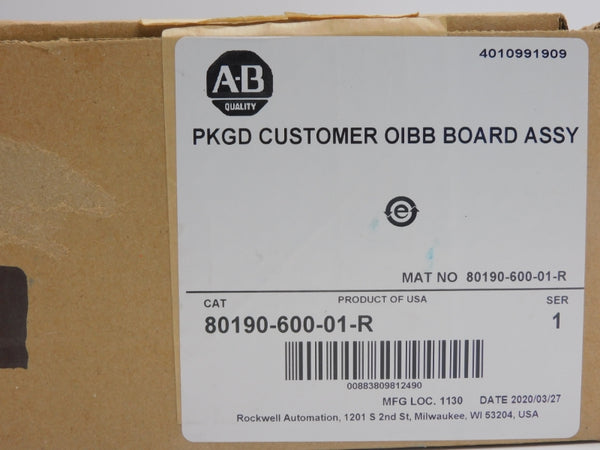 4010991909
A-B
QUALITY
PKGD CUSTOMER OIBB BOARD ASSY
e
MAT NO 80190-600-01-R
CAT PRODUCT OF USA SER
80190-600-01-R 1
00883809812490
MFG LOC. 1130 DATE 2020/03/27
Rockwell Automation, 1201 S 2nd St, Milwaukee, WI 53204, USA